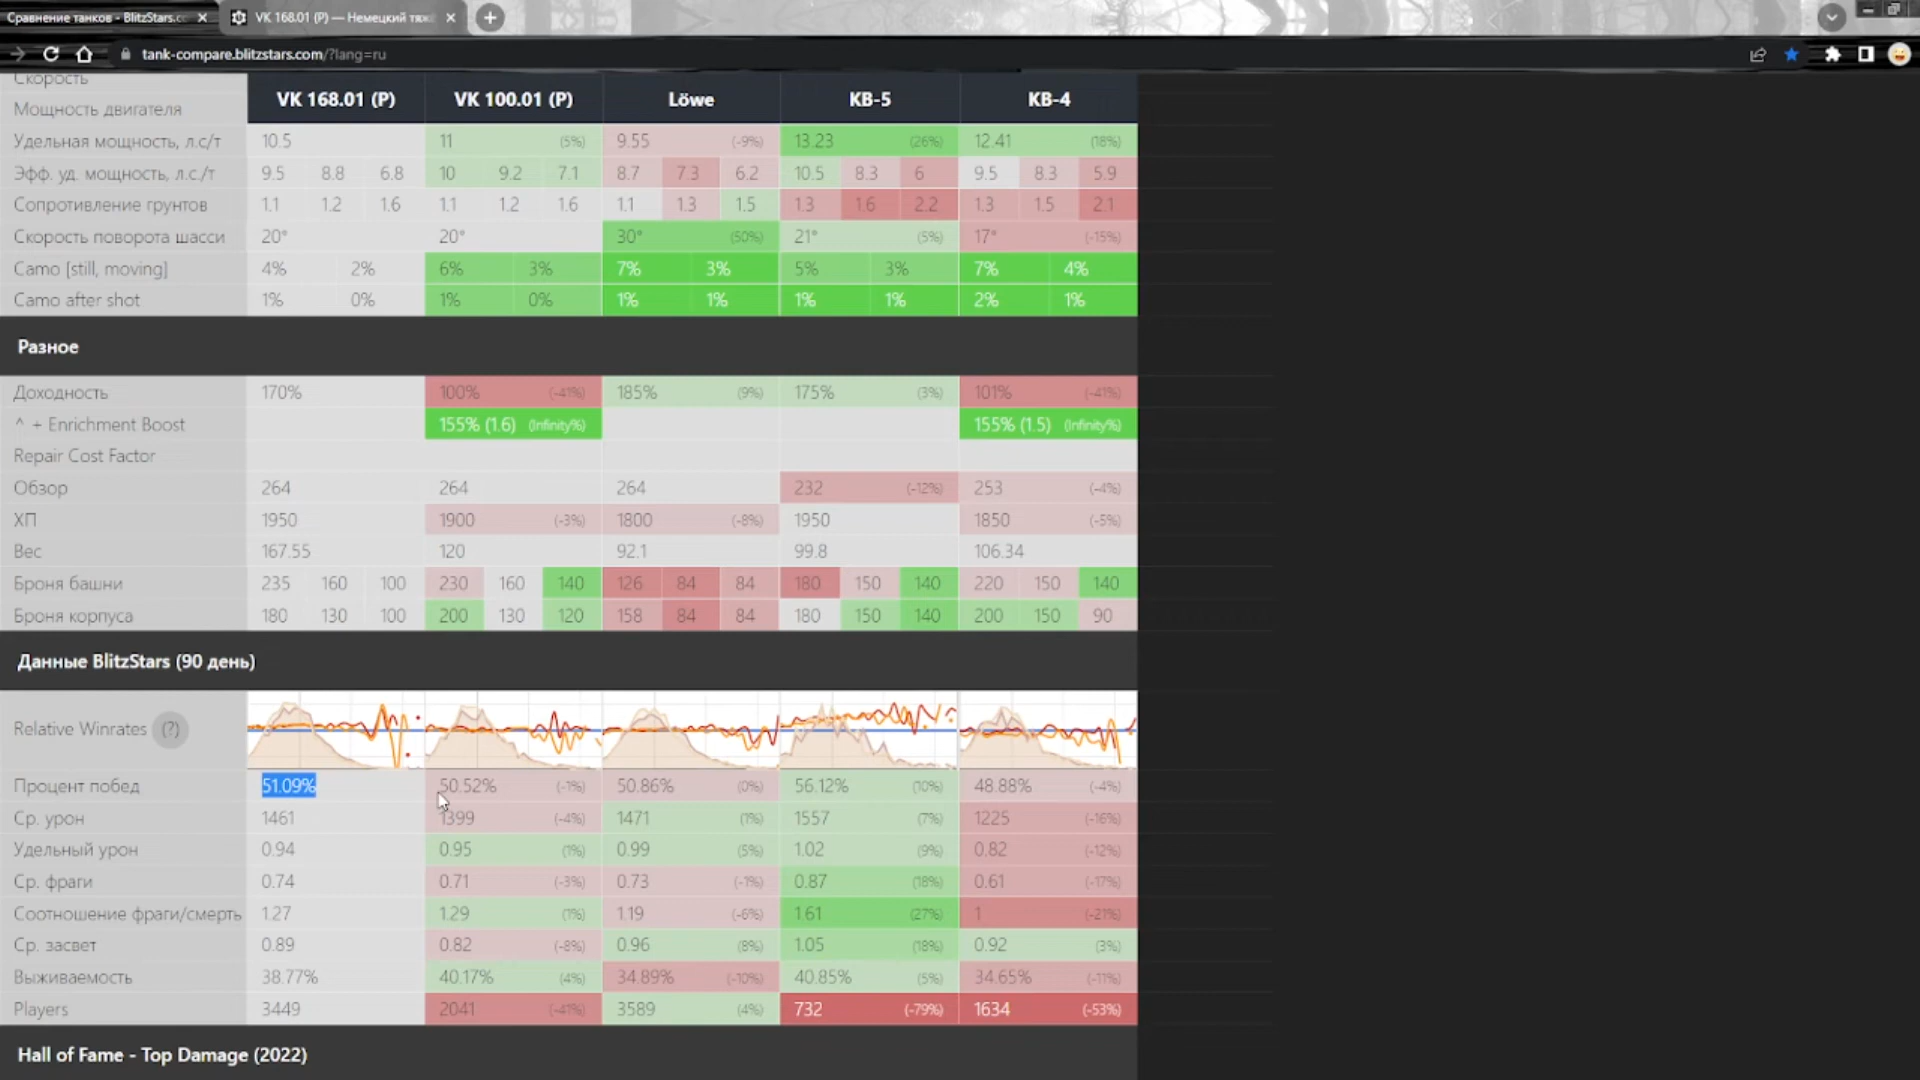 Сравнение танков - BlitzStars.c
VK 168.01 (P) — Немецкий тяж
tank-compare.blitzstars.com/?lang=ru
VK 168.01 (P) VK 100.01 (P) Löwe КВ-5 КВ-4
Скорость
Мощность двигателя
Удельная мощность, л.с/т 10.5 11 (5%) 9.55 (-9%) 13.23 (26%) 12.41 (18%)
Эфф. уд. мощность, л.с./т 9.5 8.8 6.8 10 9.2 7.1 8.7 7.3 6.2 10.5 8.3 6 9.5 8.3 5.9
Сопротивление грунтов 1.1 1.2 1.6 1.1 1.2 1.6 1.1 1.3 1.5 1.3 1.6 2.2 1.3 1.5 2.1
Скорость поворота шасси 20° 20° 30° (50%) 21° (5%) 17° (-15%)
Camo [still, moving] 4% 2% 6% 3% 7% 3% 5% 3% 7% 4%
Camo after shot 1% 0% 1% 0% 1% 1% 1% 1% 2% 1%
Разное
Доходность 170% 100% (-41%) 185% (9%) 175% (3%) 101% (-41%)
^ + Enrichment Boost 155% (1.6) (Infinity%) 155% (1.5) (Infinity%)
Repair Cost Factor
Обзор 264 264 264 232 (-12%) 253 (-4%)
ХП 1950 1900 (-3%) 1800 (-8%) 1950 1850 (-5%)
Вес 167.55 120 92.1 99.8 106.34
Броня башни 235 160 100 230 160 140 126 84 84 180 150 140 220 150 140
Броня корпуса 180 130 100 200 130 120 158 84 84 180 150 140 200 150 90
Данные BlitzStars (90 день)
Relative Winrates (?)
Процент побед 51.09% 50.52% (-1%) 50.86% (0%) 56.12% (10%) 48.88% (-4%)
Ср. урон 1461 1399 (-4%) 1471 (1%) 1557 (7%) 1225 (-16%)
Удельный урон 0.94 0.95 (1%) 0.99 (5%) 1.02 (9%) 0.82 (-12%)
Ср. фраги 0.74 0.71 (-3%) 0.73 (-1%) 0.87 (18%) 0.61 (-17%)
Соотношение фраги/смерть 1.27 1.29 (1%) 1.19 (-6%) 1.61 (27%) 1 (-21%)
Ср. засвет 0.89 0.82 (-8%) 0.96 (8%) 1.05 (18%) 0.92 (3%)
Выживаемость 38.77% 40.17% (4%) 34.89% (-10%) 40.85% (5%) 34.65% (-11%)
Players 3449 2041 (-41%) 3589 (4%) 732 (-79%) 1634 (-53%)
Hall of Fame - Top Damage (2022)